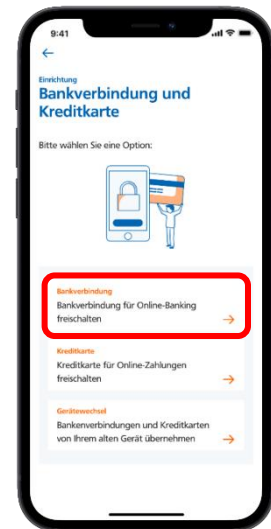 9:41
Einrichtung
Bankverbindung und
Kreditkarte
Bitte wählen Sie eine Option:
Bankverbindung
Bankverbindung für Online-Banking
freischalten
Kreditkarte
Kreditkarte für Online-Zahlungen
freischalten
Gerätewechsel
Bankenverbindungen und Kreditkarten
von Ihrem alten Gerät übernehmen